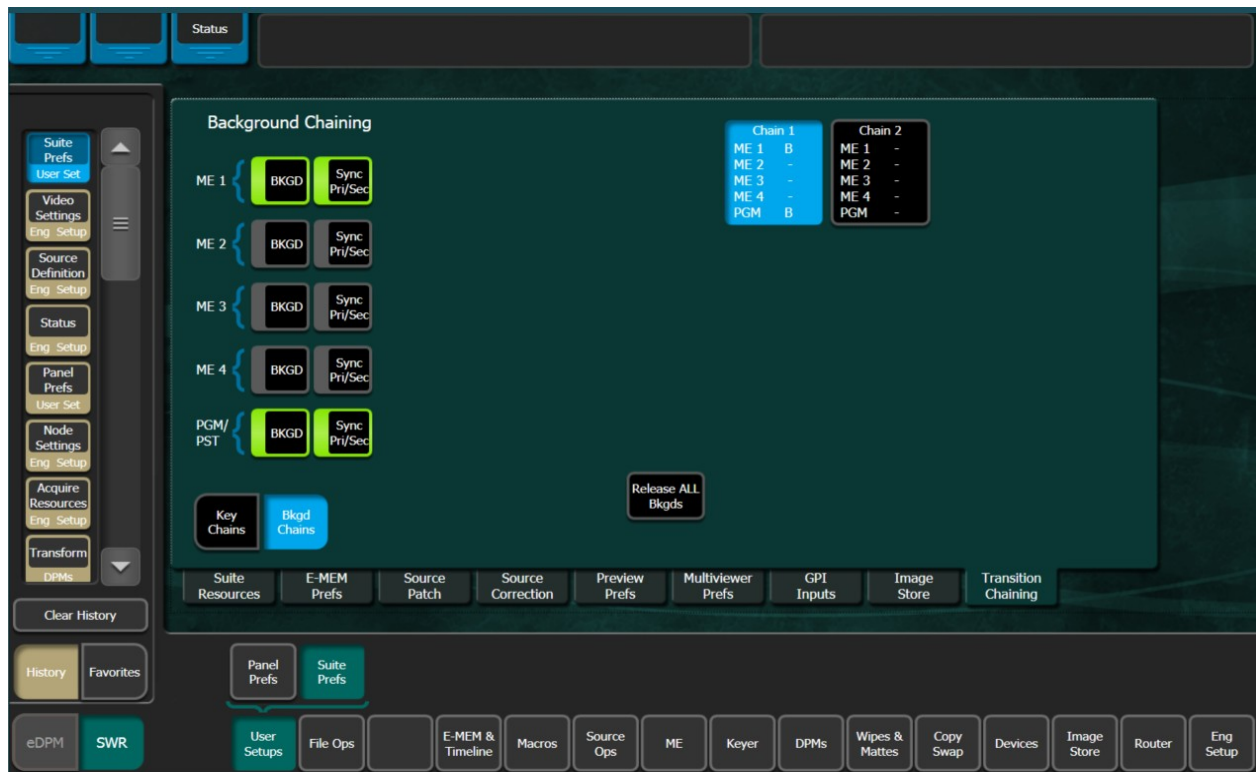 Status
Suite
Prefs
User Set
Video
Settings
Eng Setup
Source
Definition
Eng Setup
Status
Eng Setup
Panel
Prefs
User Set
Node
Settings
Eng Setup
Acquire
Resources
Eng Setup
Transform
DPMs
Clear History
History
Favorites
eDPM
SWR
Background Chaining
ME 1
BKGD
Sync
Pri/Sec
ME 2
BKGD
Sync
Pri/Sec
ME 3
BKGD
Sync
Pri/Sec
ME 4
BKGD
Sync
Pri/Sec
PGM/
PST
BKGD
Sync
Pri/Sec
Chain 1
ME 1 B
ME 2 -
ME 3 -
ME 4 -
PGM B
Chain 2
ME 1 -
ME 2 -
ME 3 -
ME 4 -
PGM -
Key
Chains
Bkgd
Chains
Release ALL
Bkgds
Suite
Resources
E-MEM
Prefs
Source
Patch
Source
Correction
Preview
Prefs
Multiviewer
Prefs
GPI
Inputs
Image
Store
Transition
Chaining
Panel
Prefs
Suite
Prefs
User
Setups
File Ops
E-MEM &
Timeline
Macros
Source
Ops
ME
Keyer
DPMs
Wipes &
Mattes
Copy
Swap
Devices
Image
Store
Router
Eng
Setup